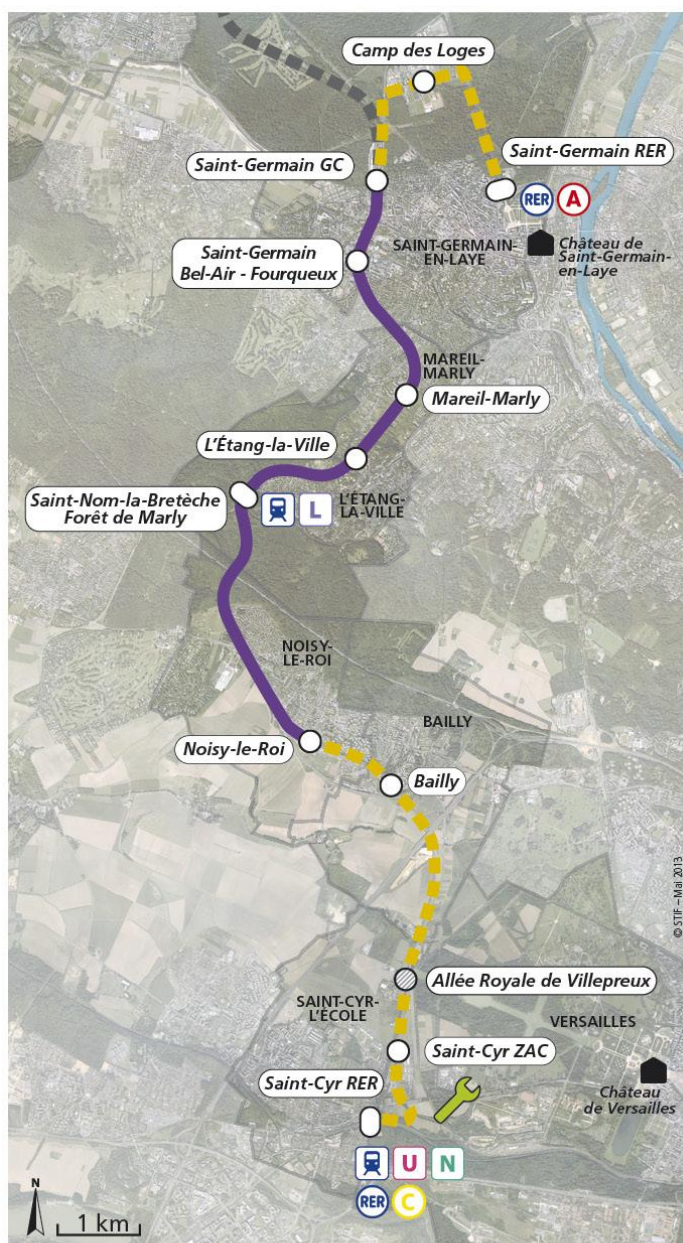 Camp des Loges
Saint-Germain RER
Saint-Germain GC
RER A
Saint-Germain
Bel-Air - Fourqueux
SAINT-GERMAIN-
EN-LAYE
Château de
Saint-Germain-
en-Laye
MAREIL-
MARLY
Mareil-Marly
L'Étang-la-Ville
Saint-Nom-la-Bretèche
Forêt de Marly
L
L'ÉTANG-
LA-VILLE
NOISY-
LE-ROI
BAILLY
Noisy-le-Roi
Bailly
© STIF – Mai 2013
Allée Royale de Villepreux
SAINT-CYR-
L'ÉCOLE
VERSAILLES
Saint-Cyr ZAC
Saint-Cyr RER
Château
de Versailles
U N
RER C
N
1 km